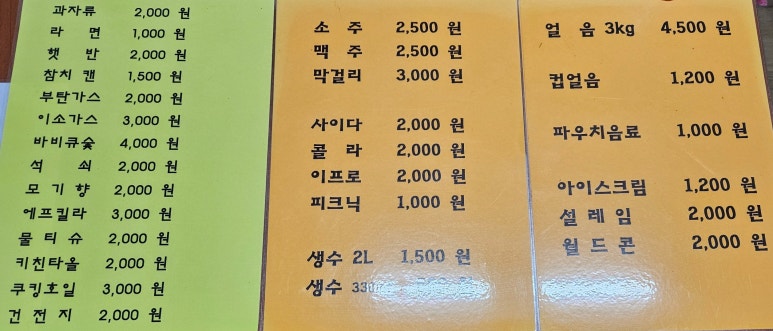 과자류 2,000 원
라 면 1,000 원
햇 반 2,000 원
참치 캔 1,500 원
부탄가스 2,000 원
이소가스 3,000 원
바비큐숯 4,000 원
석 쇠 2,000 원
모 기 향 2,000 원
에프킬라 3,000 원
물 티 슈 2,000 원
키친타올 2,000 원
쿠킹호일 3,000 원
건 전 지 2,000 원
소 주 2,500 원
맥 주 2,500 원
막걸리 3,000 원
사이다 2,000 원
콜 라 2,000 원
이프로 2,000 원
피크닉 1,000 원
생수 2L 1,500 원
생수 원
얼 음 3kg 4,500 원
컵얼음 1,200 원
파우치음료 1,000 원
아이스크림 1,200 원
설 레 임 2,000 원
월 드 콘 2,000 원